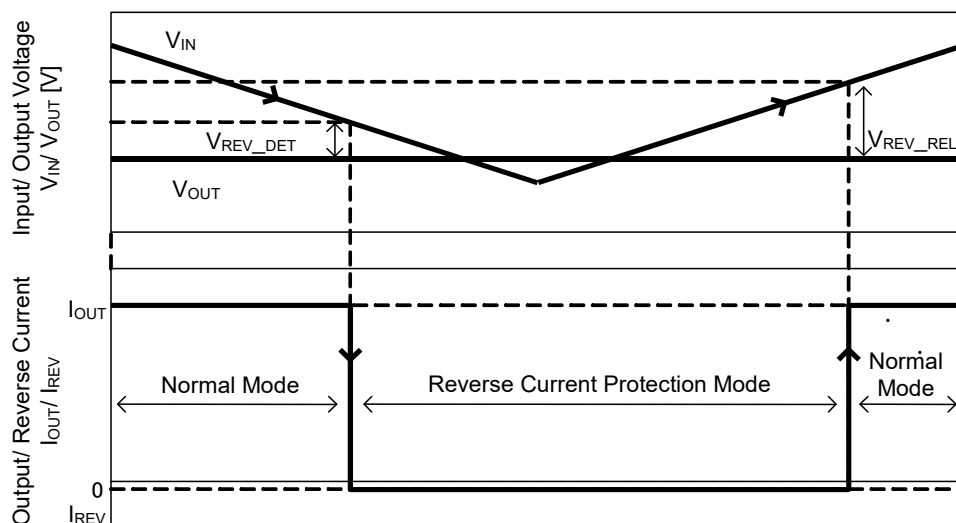 Input/ Output Voltage
VIN/ VOUT [V]
VIN
VREV_DET
VREV_REL
VOUT
Output/ Reverse Current
IOUT/ IREV
IOUT
Normal Mode
Reverse Current Protection Mode
Normal
Mode
0
IREV